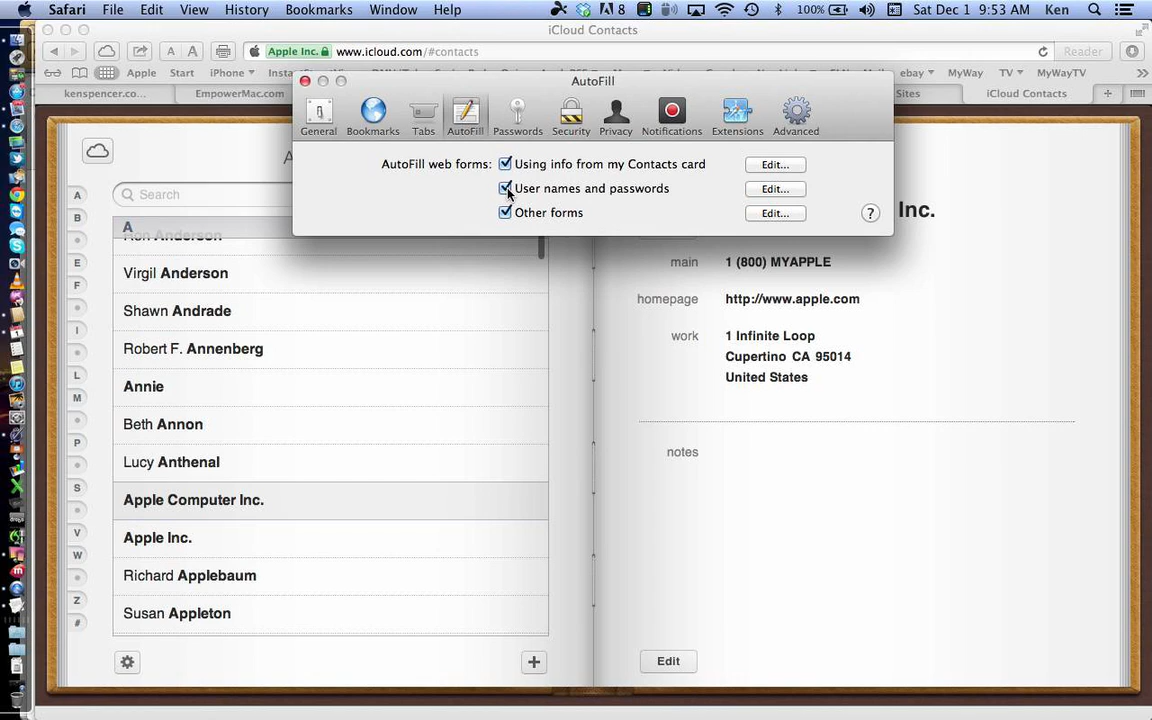 Safari File Edit View History Bookmarks Window Help 8 100% Sat Dec 1 9:53 AM Ken
iCloud Contacts
A A Apple Inc. www.icloud.com/#contacts Reader
Apple Start iPhone ebay MyWay TV MyWayTV
kenspencer.co... EmpowerMac.com Sites iCloud Contacts
AutoFill
General Bookmarks Tabs AutoFill Passwords Security Privacy Notifications Extensions Advanced
AutoFill web forms: Using info from my Contacts card Edit...
User names and passwords Edit...
Other forms Edit... ?
Search
A
B
E
F
I
L
M
P
S
V
W
Z
#
A
Ron Anderson
Virgil Anderson
Shawn Andrade
Robert F. Annenberg
Annie
Beth Annon
Lucy Anthenal
Apple Computer Inc.
Apple Inc.
Richard Applebaum
Susan Appleton
Inc.
main 1 (800) MYAPPLE
homepage http://www.apple.com
work 1 Infinite Loop
Cupertino CA 95014
United States
notes
Edit